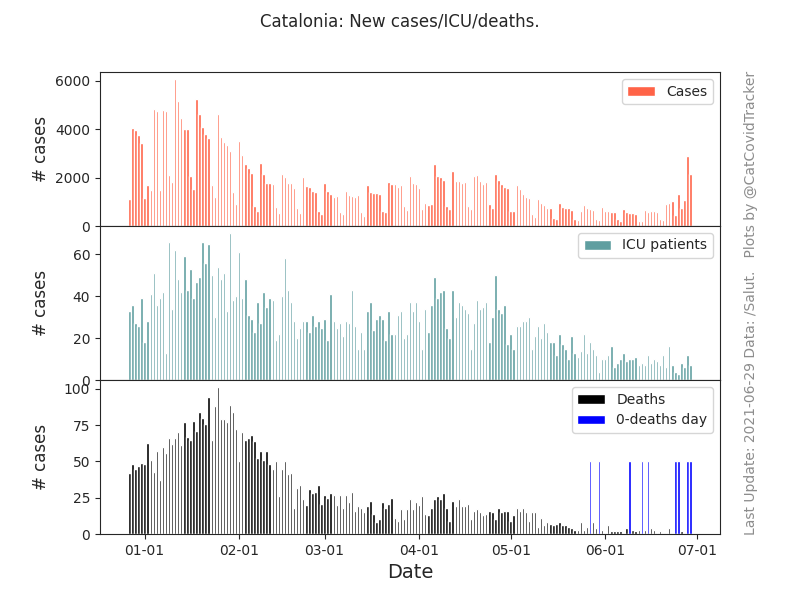 Catalonia: New cases/ICU/deaths.
6000
4000
2000
0
# cases
Cases
60
40
20
0
# cases
ICU patients
100
75
50
25
0
# cases
Deaths
0-deaths day
01-01 02-01 03-01 04-01 05-01 06-01 07-01
Date
Last Update: 2021-06-29 Data: /Salut. Plots by @CatCovidTracker